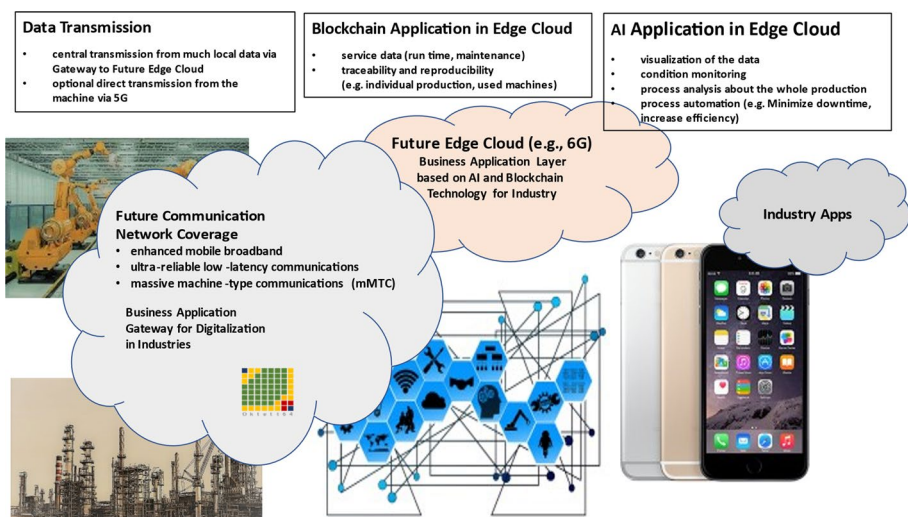 Data Transmission
• central transmission from much local data via
Gateway to Future Edge Cloud
• optional direct transmission from the
machine via 5G
Blockchain Application in Edge Cloud
• service data (run time, maintenance)
• traceability and reproducibility
(e.g. individual production, used machines)
AI Application in Edge Cloud
• visualization of the data
• condition monitoring
• process analysis about the whole production
• process automation (e.g. Minimize downtime,
increase efficiency)
Future Edge Cloud (e.g., 6G)
Business Application Layer
based on AI and Blockchain
Technology for Industry
Future Communication
Network Coverage
• enhanced mobile broadband
• ultra-reliable low -latency communications
• massive machine -type communications (mMTC)
Business Application
Gateway for Digitalization
in Industries
Industry Apps